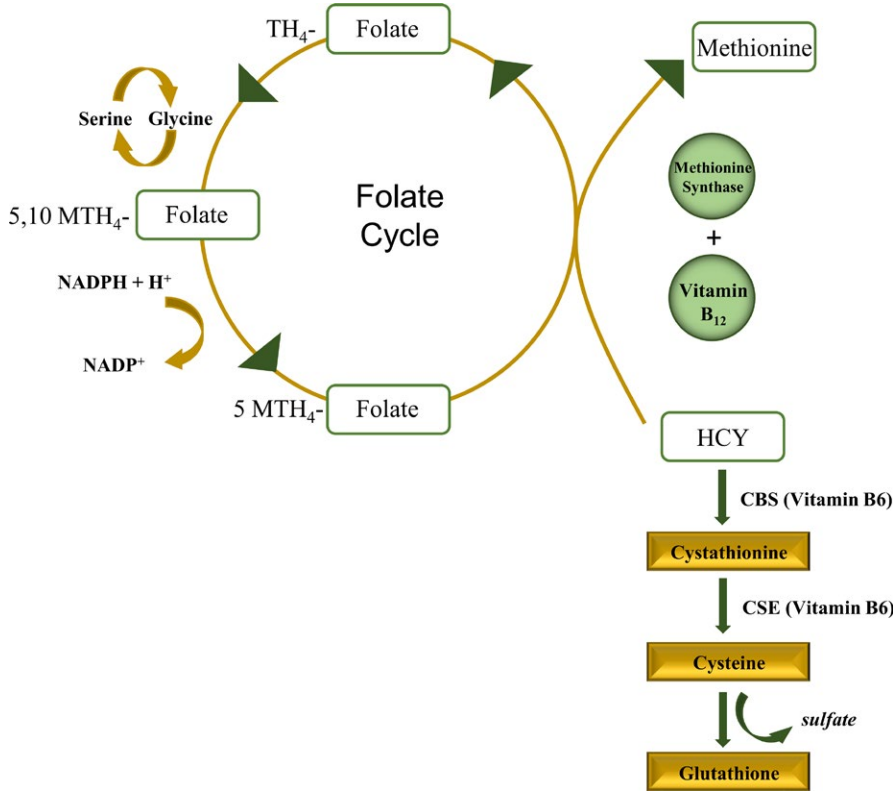 TH₄- Folate
Methionine
Serine Glycine
Methionine
Synthase
Folate
Cycle
5,10 MTH₄- Folate
+
NADPH + H⁺
Vitamin
B₁₂
NADP⁺
5 MTH₄- Folate
HCY
CBS (Vitamin B6)
Cystathionine
CSE (Vitamin B6)
Cysteine
sulfate
Glutathione